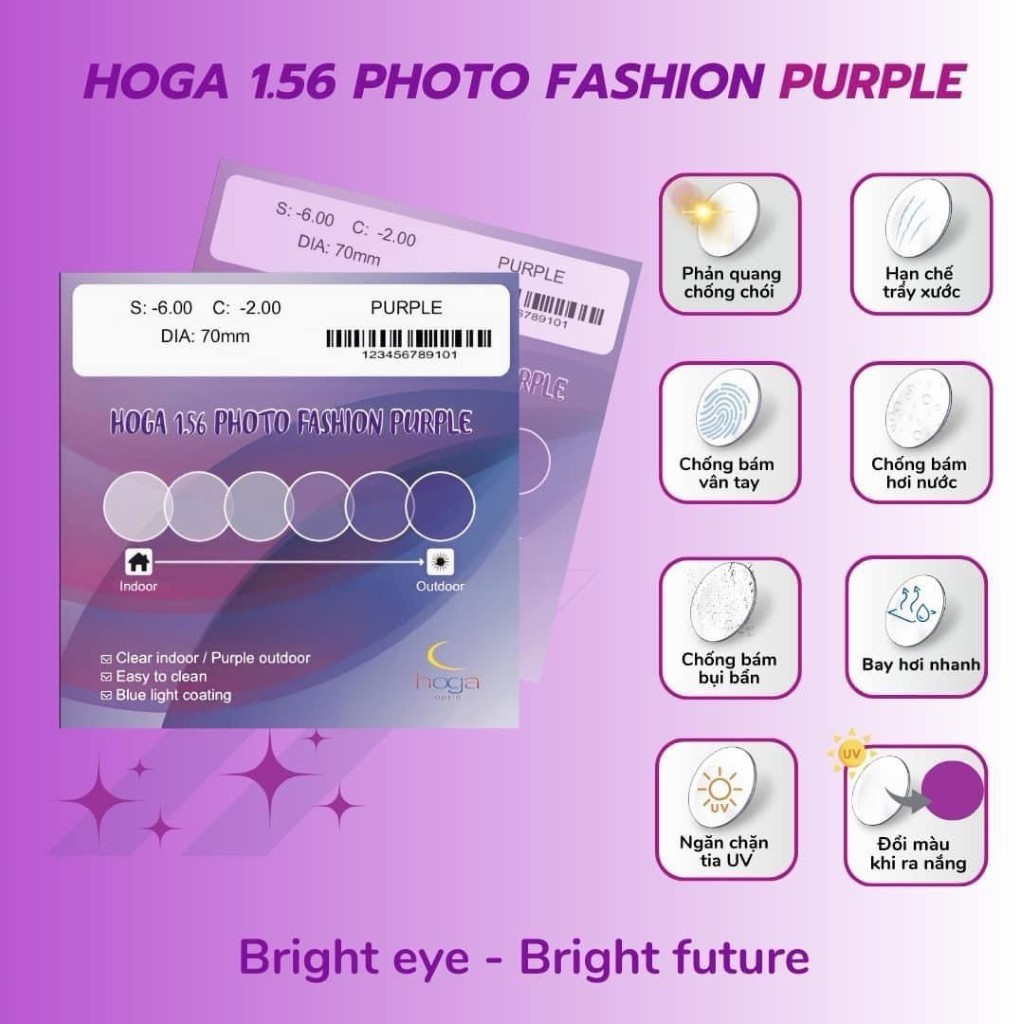 HOGA 1.56 PHOTO FASHION PURPLE
S: -6.00 C: -2.00
DIA: 70mm
PURPLE
789101
RPLE
S: -6.00 C: -2.00 PURPLE
DIA: 70mm
123456789101
HOGA 1.56 PHOTO FASHION PURPLE
Indoor
Outdoor
Clear indoor / Purple outdoor
Easy to clean
Blue light coating
hoga
Phản quang
chống chói
Hạn chế
trầy xước
Chống bám
vân tay
Chống bám
hơi nước
Chống bám
bụi bẩn
Bay hơi nhanh
UV
Ngăn chặn
tia UV
UV
Đổi màu
khi ra nắng
Bright eye - Bright future